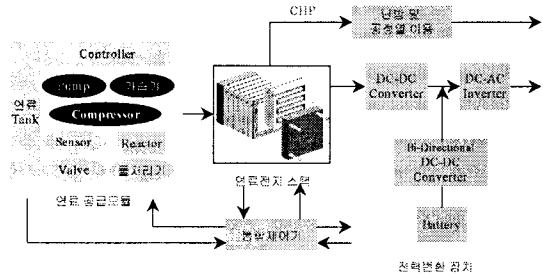 CHP
난방 및
공정열 이용
Controller
Pump
가습기
Compressor
연료
Tank
Sensor
Reactor
Valve
물처리기
연료 공급모듈
연료전지 스택
통합제어기
DC-DC
Converter
DC-AC
Inverter
Bi-Directional
DC-DC
Converter
Battery
전력변환 장치